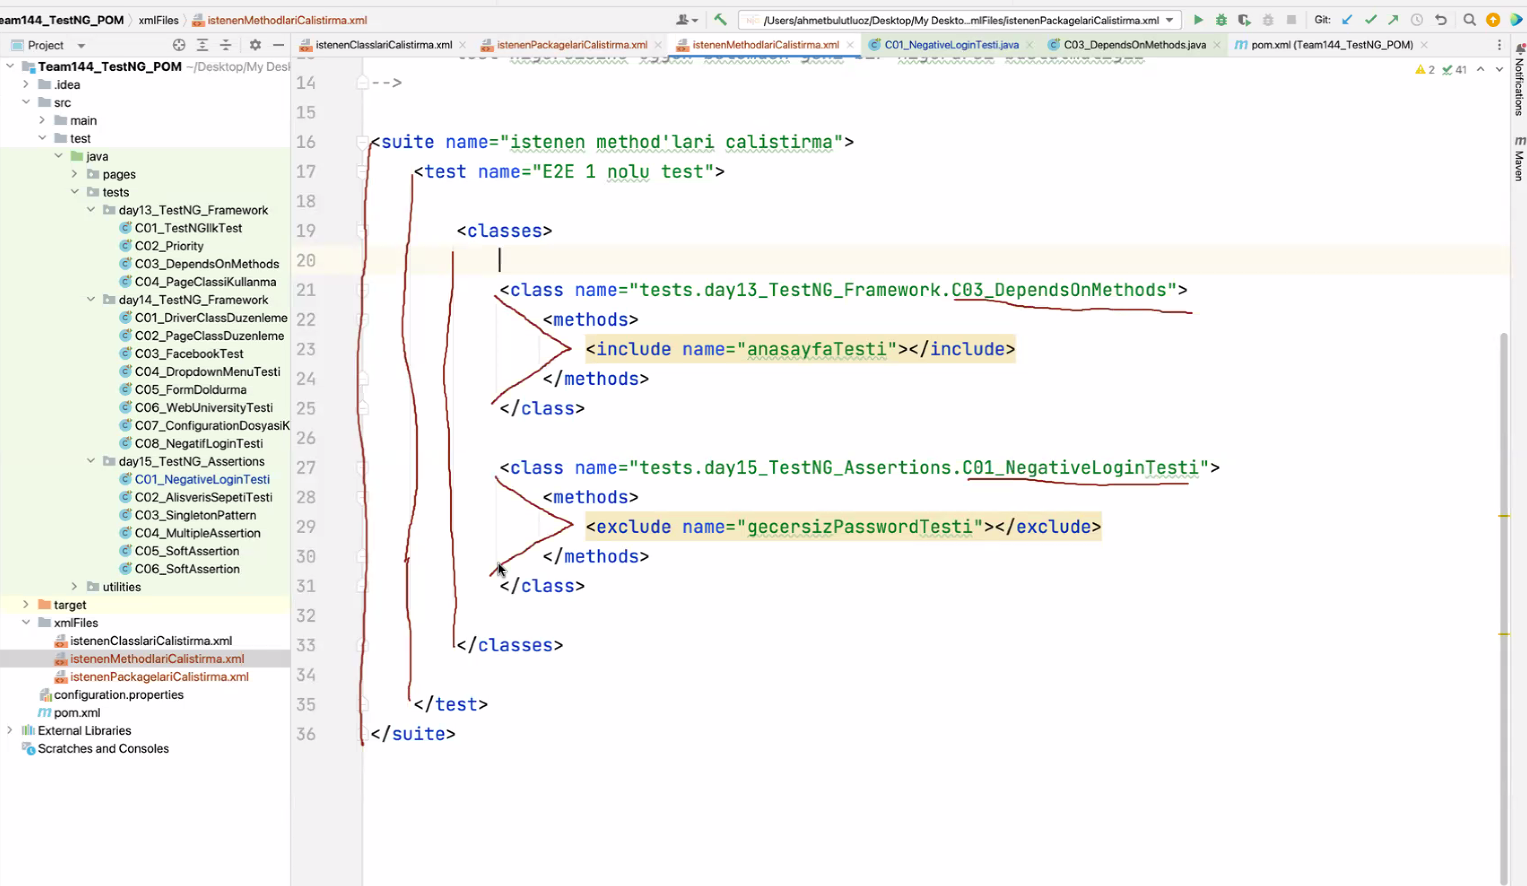 eam144_TestNG_POM
xmlFiles
istenenMethodlariCalistirma.xml
/Users/ahmetbulutluoz/Desktop/My Deskto...mlFiles/istenenPackagelariCalistirma.xml
Git:
Project
istenenClasslariCalistirma.xml
istenenPackagelariCalistirma.xml
istenenMethodlariCalistirma.xml
C01_NegativeLoginTesti.java
C03_DependsOnMethods.java
pom.xml (Team144_TestNG_POM)
Team144_TestNG_POM ~/Desktop/My Desk
.idea
src
main
test
java
pages
tests
day13_TestNG_Framework
C01_TestNGIlkTest
C02_Priority
C03_DependsOnMethods
C04_PageClassiKullanma
day14_TestNG_Framework
C01_DriverClassDuzenleme
C02_PageClassDuzenleme
C03_FacebookTest
C04_DropdownMenuTesti
C05_FormDoldurma
C06_WebUniversityTesti
C07_ConfigurationDosyasiK
C08_NegatifLoginTesti
day15_TestNG_Assertions
C01_NegativeLoginTesti
C02_AlisverisSepetiTesti
C03_SingletonPattern
C04_MultipleAssertion
C05_SoftAssertion
C06_SoftAssertion
utilities
target
xmlFiles
istenenClasslariCalistirma.xml
istenenMethodlariCalistirma.xml
istenenPackagelariCalistirma.xml
configuration.properties
pom.xml
External Libraries
Scratches and Consoles
14 -->
15
16 <suite name="istenen method'lari calistirma">
17 <test name="E2E 1 nolu test">
18
19 <classes>
20
21 <class name="tests.day13_TestNG_Framework.C03_DependsOnMethods">
22 <methods>
23 <include name="anasayfaTesti"></include>
24 </methods>
25 </class>
26
27 <class name="tests.day15_TestNG_Assertions.C01_NegativeLoginTesti">
28 <methods>
29 <exclude name="gecersizPasswordTesti"></exclude>
30 </methods>
31 </class>
32
33 </classes>
34
35 </test>
36 </suite>
2 41
Notifications
m Maven